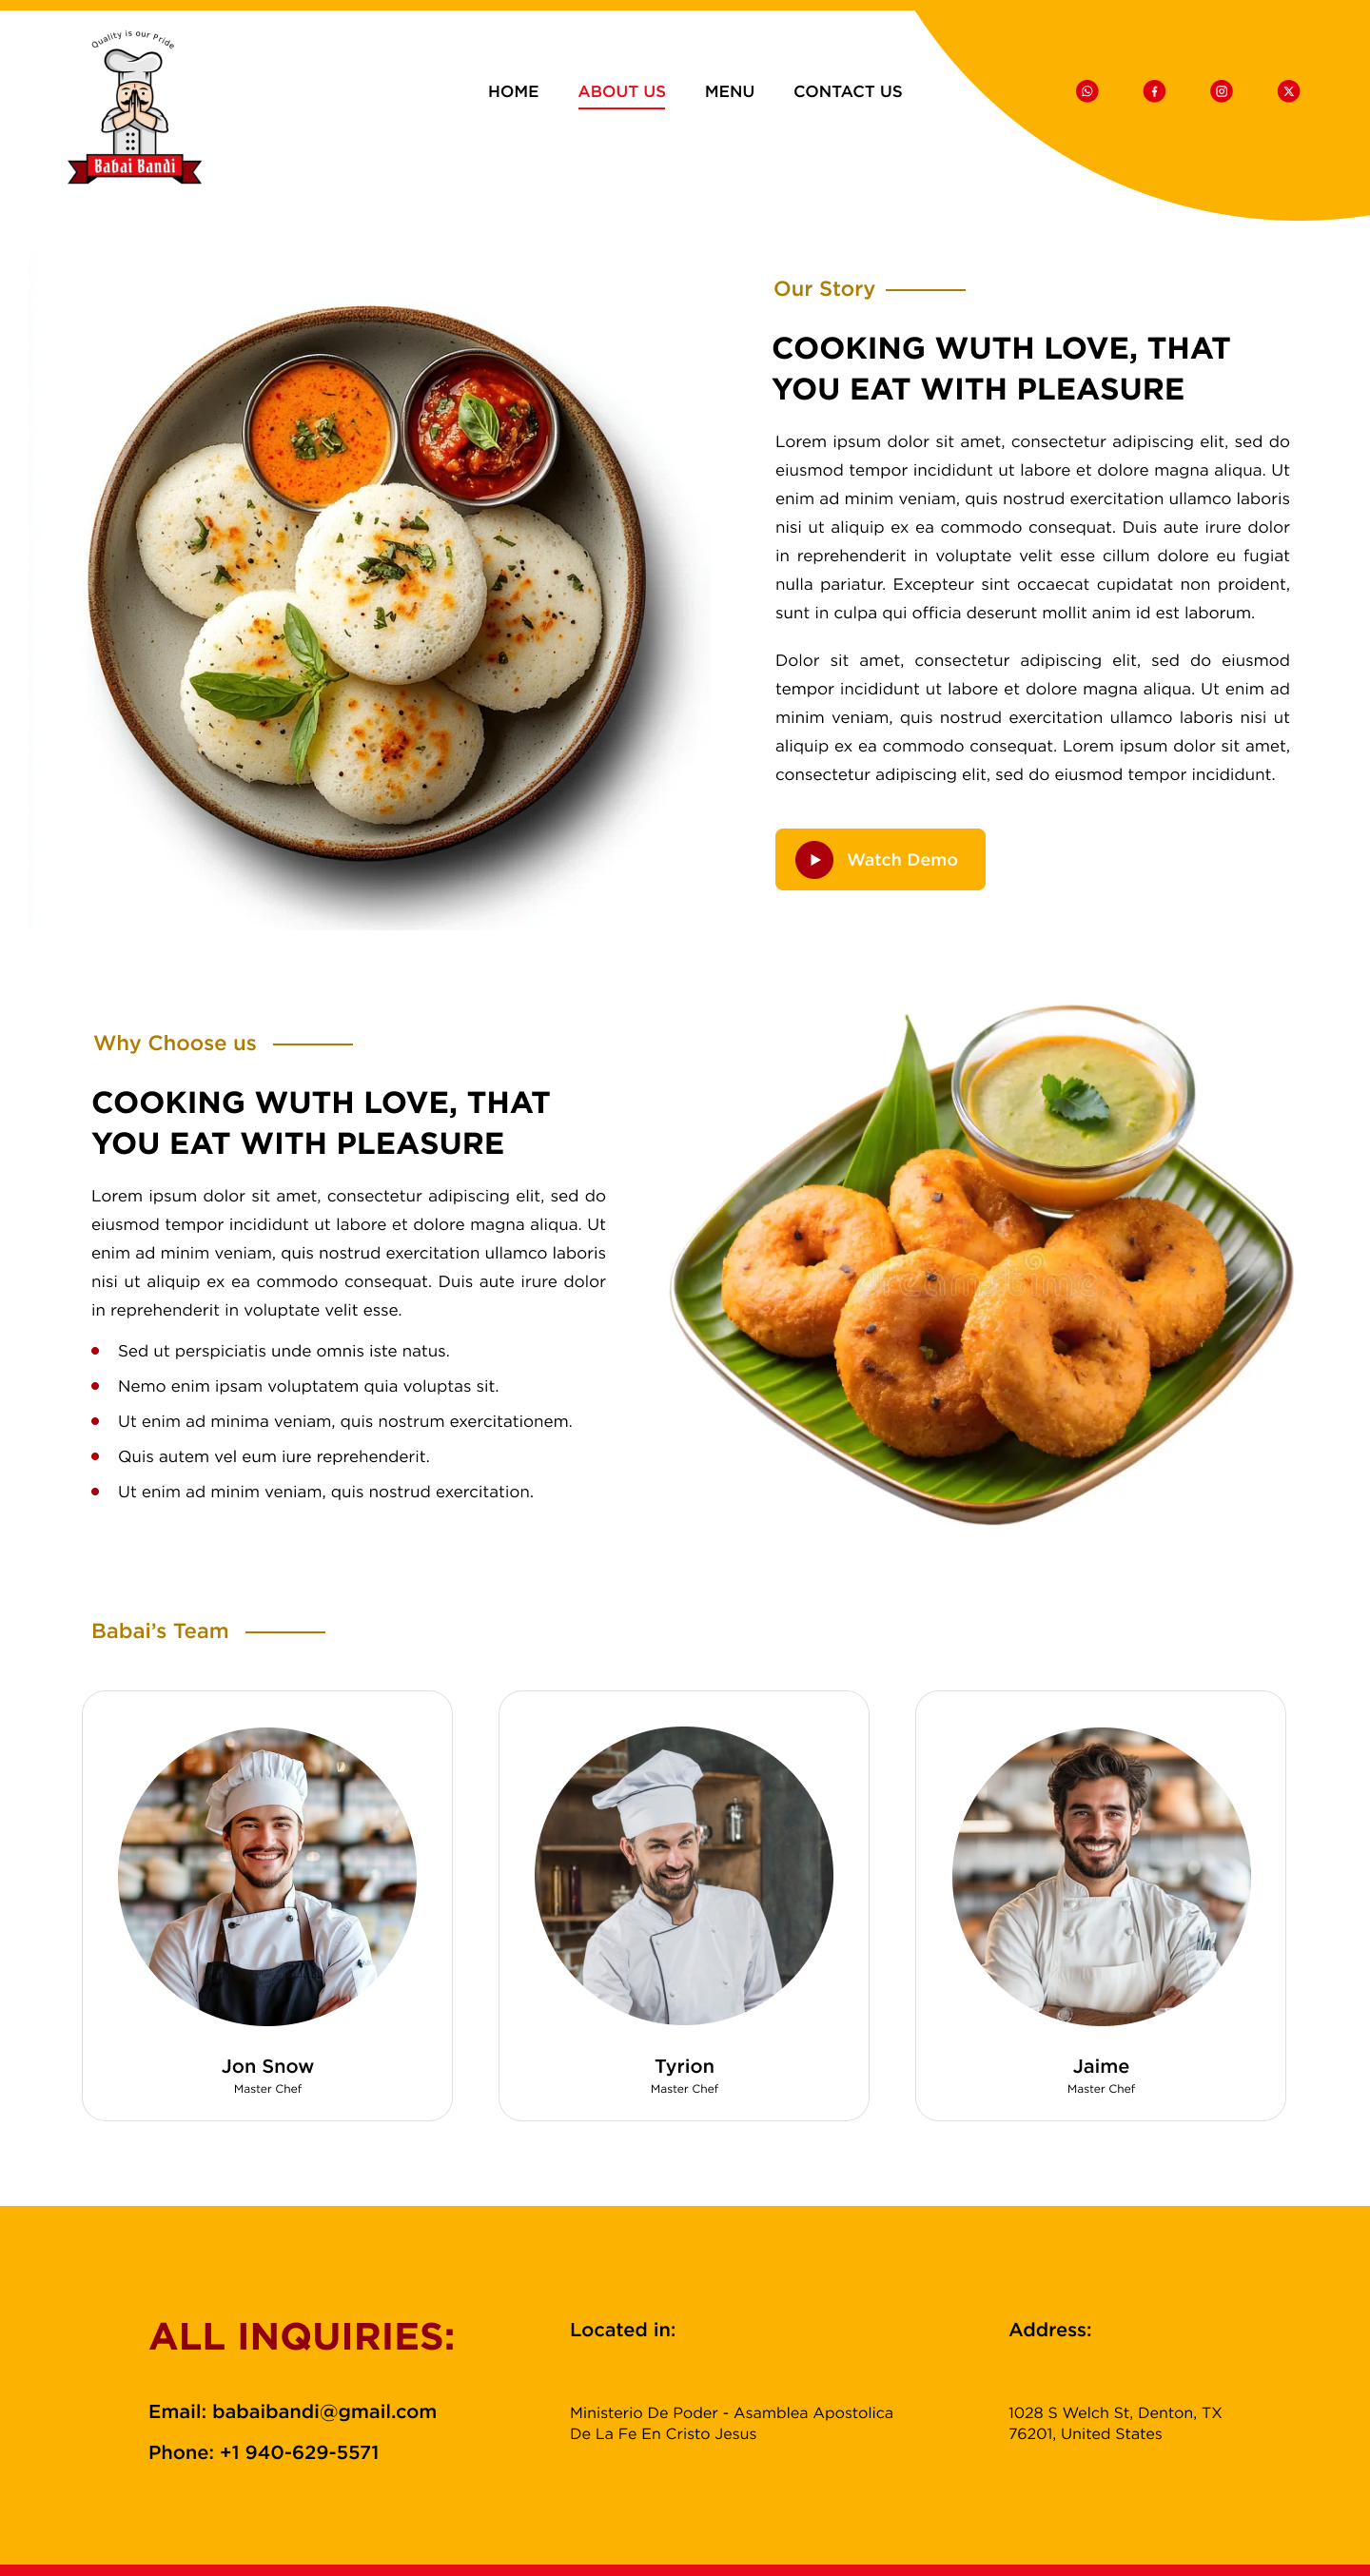 Quality is our Pride
Babai Bandi
HOME
ABOUT US
MENU
CONTACT US
Our Story
COOKING WUTH LOVE, THAT
YOU EAT WITH PLEASURE
Lorem ipsum dolor sit amet, consectetur adipiscing elit, sed do
eiusmod tempor incididunt ut labore et dolore magna aliqua. Ut
enim ad minim veniam, quis nostrud exercitation ullamco laboris
nisi ut aliquip ex ea commodo consequat. Duis aute irure dolor
in reprehenderit in voluptate velit esse cillum dolore eu fugiat
nulla pariatur. Excepteur sint occaecat cupidatat non proident,
sunt in culpa qui officia deserunt mollit anim id est laborum.
Dolor sit amet, consectetur adipiscing elit, sed do eiusmod
tempor incididunt ut labore et dolore magna aliqua. Ut enim ad
minim veniam, quis nostrud exercitation ullamco laboris nisi ut
aliquip ex ea commodo consequat. Lorem ipsum dolor sit amet,
consectetur adipiscing elit, sed do eiusmod tempor incididunt.
Watch Demo
Why Choose us
COOKING WUTH LOVE, THAT
YOU EAT WITH PLEASURE
Lorem ipsum dolor sit amet, consectetur adipiscing elit, sed do
eiusmod tempor incididunt ut labore et dolore magna aliqua. Ut
enim ad minim veniam, quis nostrud exercitation ullamco laboris
nisi ut aliquip ex ea commodo consequat. Duis aute irure dolor
in reprehenderit in voluptate velit esse.
Sed ut perspiciatis unde omnis iste natus.
Nemo enim ipsam voluptatem quia voluptas sit.
Ut enim ad minima veniam, quis nostrum exercitationem.
Quis autem vel eum iure reprehenderit.
Ut enim ad minim veniam, quis nostrud exercitation.
dreamstime
Babai’s Team
Jon Snow
Master Chef
Tyrion
Master Chef
Jaime
Master Chef
ALL INQUIRIES:
Email: babaibandi@gmail.com
Phone: +1 940-629-5571
Located in:
Ministerio De Poder - Asamblea Apostolica
De La Fe En Cristo Jesus
Address:
1028 S Welch St, Denton, TX
76201, United States